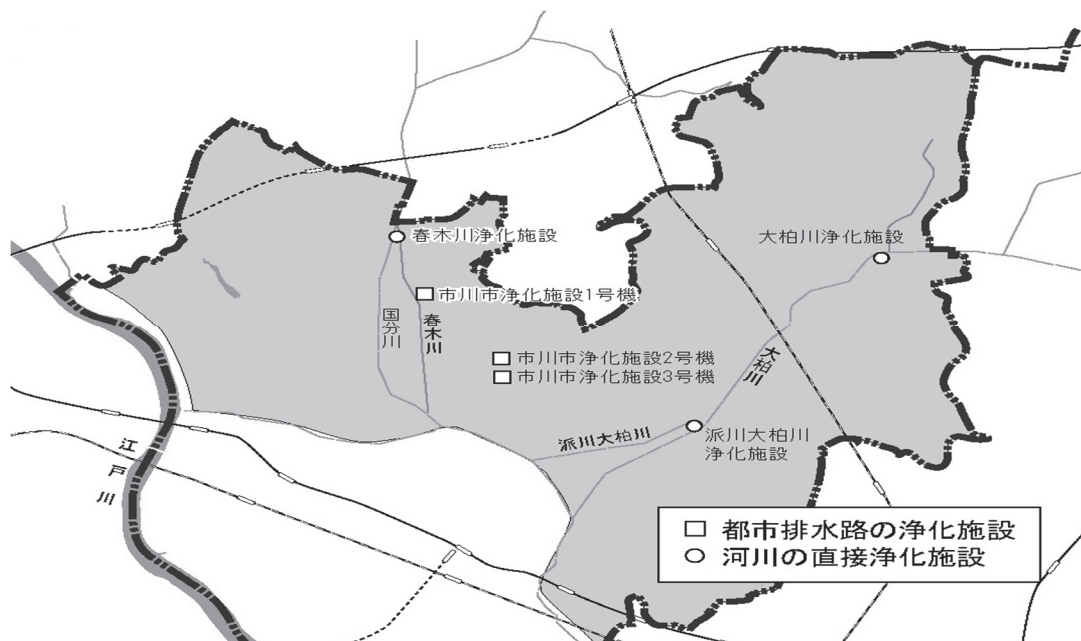 春木川浄化施設
大柏川浄化施設
市川市浄化施設1号機
国分川
春木川
市川市浄化施設2号機
市川市浄化施設3号機
大柏川
派川大柏川
派川大柏川
浄化施設
江戸川
□ 都市排水路の浄化施設
○ 河川の直接浄化施設